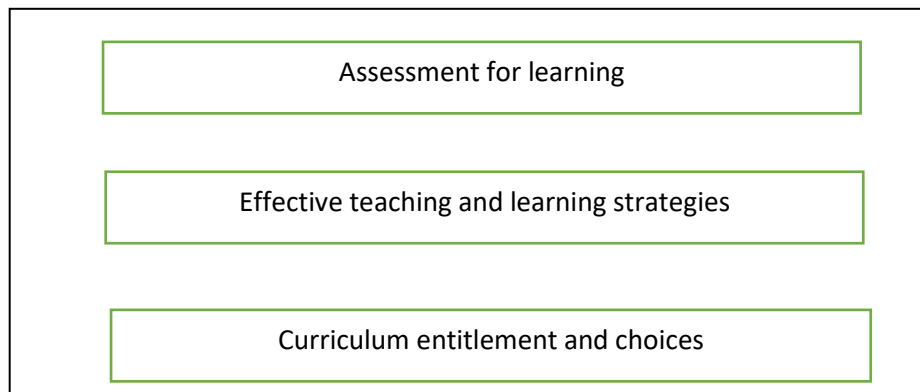 Assessment for learning
Effective teaching and learning strategies
Curriculum entitlement and choices